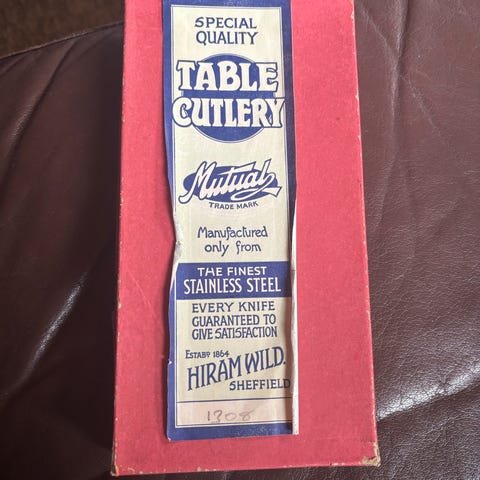 SPECIAL
QUALITY
TABLE
CUTLERY
Mutual
TRADE MARK
Manufactured
only from
THE FINEST
STAINLESS STEEL
EVERY KNIFE
GUARANTEED TO
GIVE SATISFACTION
ESTABD 1864
HIRAM WILD.
SHEFFIELD
1308